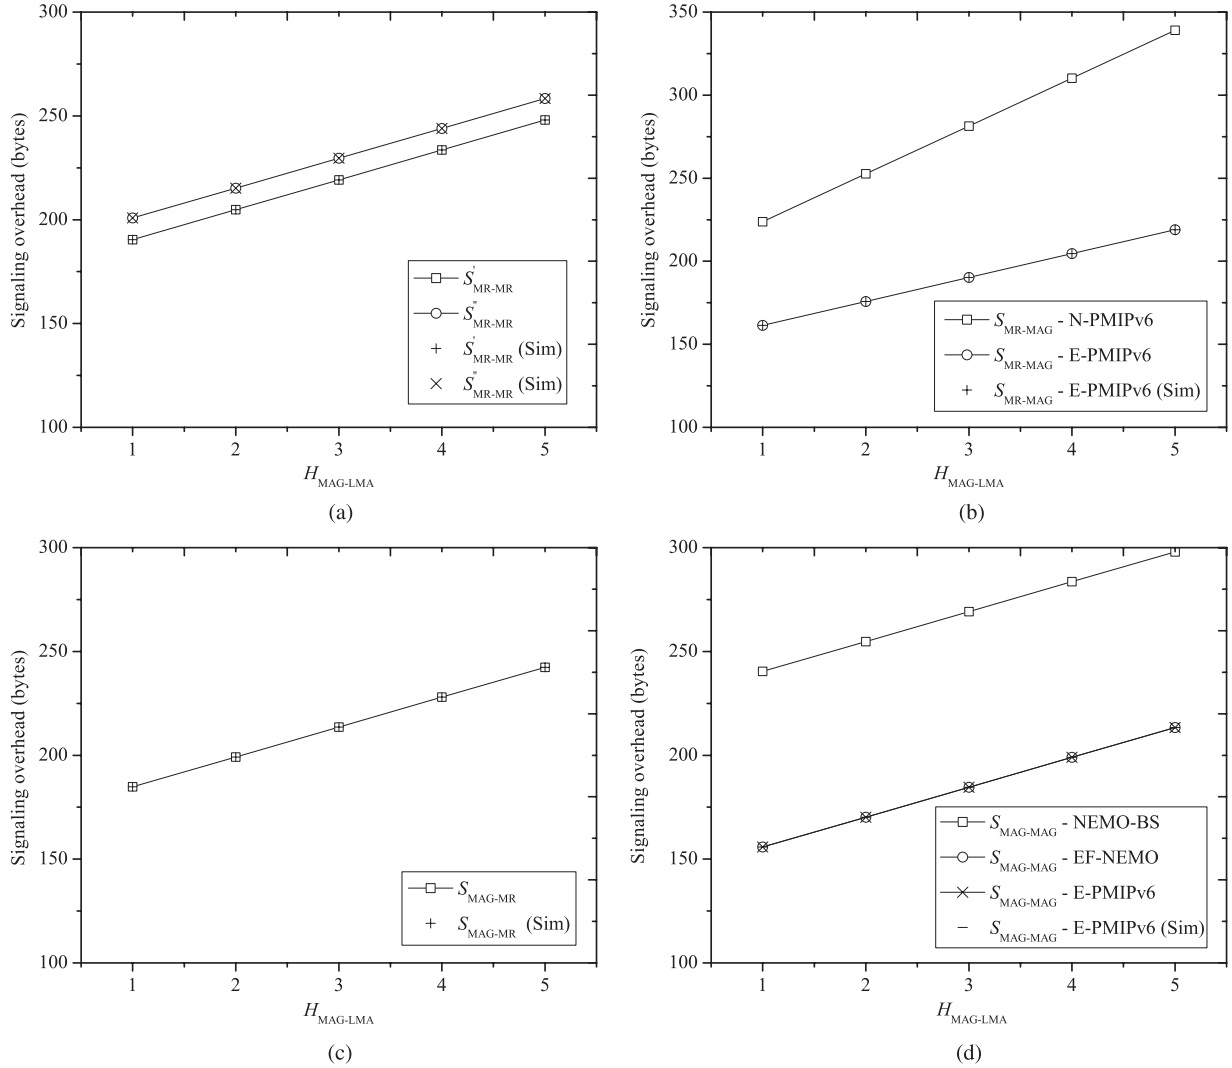 300
250
200
150
100
Signaling overhead (bytes)
S'MR-MR
S''MR-MR
S'MR-MR (Sim)
S''MR-MR (Sim)
1 2 3 4 5
HMAG-LMA
(a)
350
300
250
200
150
100
Signaling overhead (bytes)
SMR-MAG - N-PMIPv6
SMR-MAG - E-PMIPv6
SMR-MAG - E-PMIPv6 (Sim)
1 2 3 4 5
HMAG-LMA
(b)
300
250
200
150
100
Signaling overhead (bytes)
SMAG-MR
SMAG-MR (Sim)
1 2 3 4 5
HMAG-LMA
(c)
300
250
200
150
100
Signaling overhead (bytes)
SMAG-MAG - NEMO-BS
SMAG-MAG - EF-NEMO
SMAG-MAG - E-PMIPv6
SMAG-MAG - E-PMIPv6 (Sim)
1 2 3 4 5
HMAG-LMA
(d)